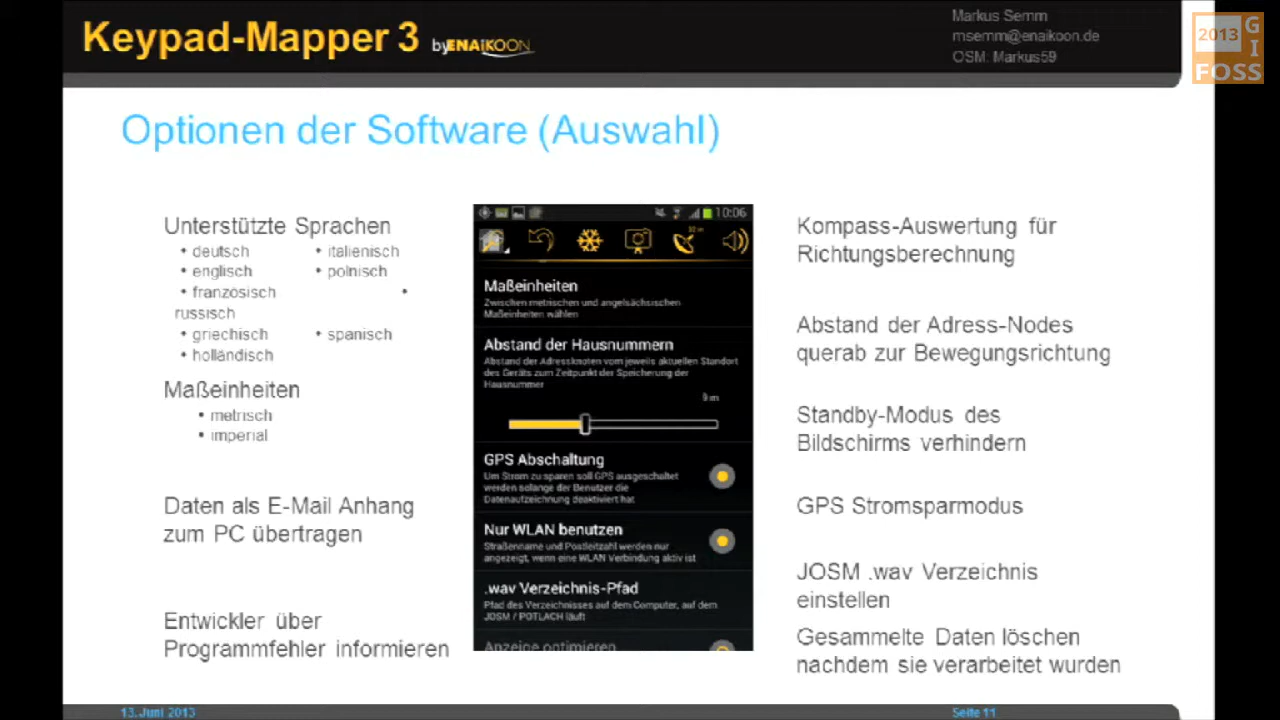 Keypad-Mapper 3 by ENAiKOON
Markus Semm
msemm@enaikoon.de
OSM: Markus59
2013
GIS
FOSS
Optionen der Software (Auswahl)
Unterstützte Sprachen
• deutsch • italienisch
• englisch • polnisch
• französisch •
russisch
• griechisch • spanisch
• holländisch
Maßeinheiten
• metrisch
• imperial
Daten als E-Mail Anhang
zum PC übertragen
Entwickler über
Programmfehler informieren
10:06
Maßeinheiten
Zwischen metrischen und angelsächsischen
Maßeinheiten wählen
Abstand der Hausnummern
Abstand der Adressknoten vom jeweils aktuellen Standort
des Geräts zum Zeitpunkt der Speicherung der
Hausnummer
9 m
GPS Abschaltung
Um Strom zu sparen soll GPS ausgeschaltet
werden solange der Benutzer die
Datenaufzeichnung deaktiviert hat
Nur WLAN benutzen
Straßenname und Postleitzahl werden nur
angezeigt, wenn eine WLAN Verbindung aktiv ist
.wav Verzeichnis-Pfad
Pfad des Verzeichnisses auf dem Computer, auf dem
JOSM / POTLACH läuft
Anzeige optimieren
Kompass-Auswertung für
Richtungsberechnung
Abstand der Adress-Nodes
querab zur Bewegungsrichtung
Standby-Modus des
Bildschirms verhindern
GPS Stromsparmodus
JOSM .wav Verzeichnis
einstellen
Gesammelte Daten löschen
nachdem sie verarbeitet wurden
13.Juni 2013
Seite 11